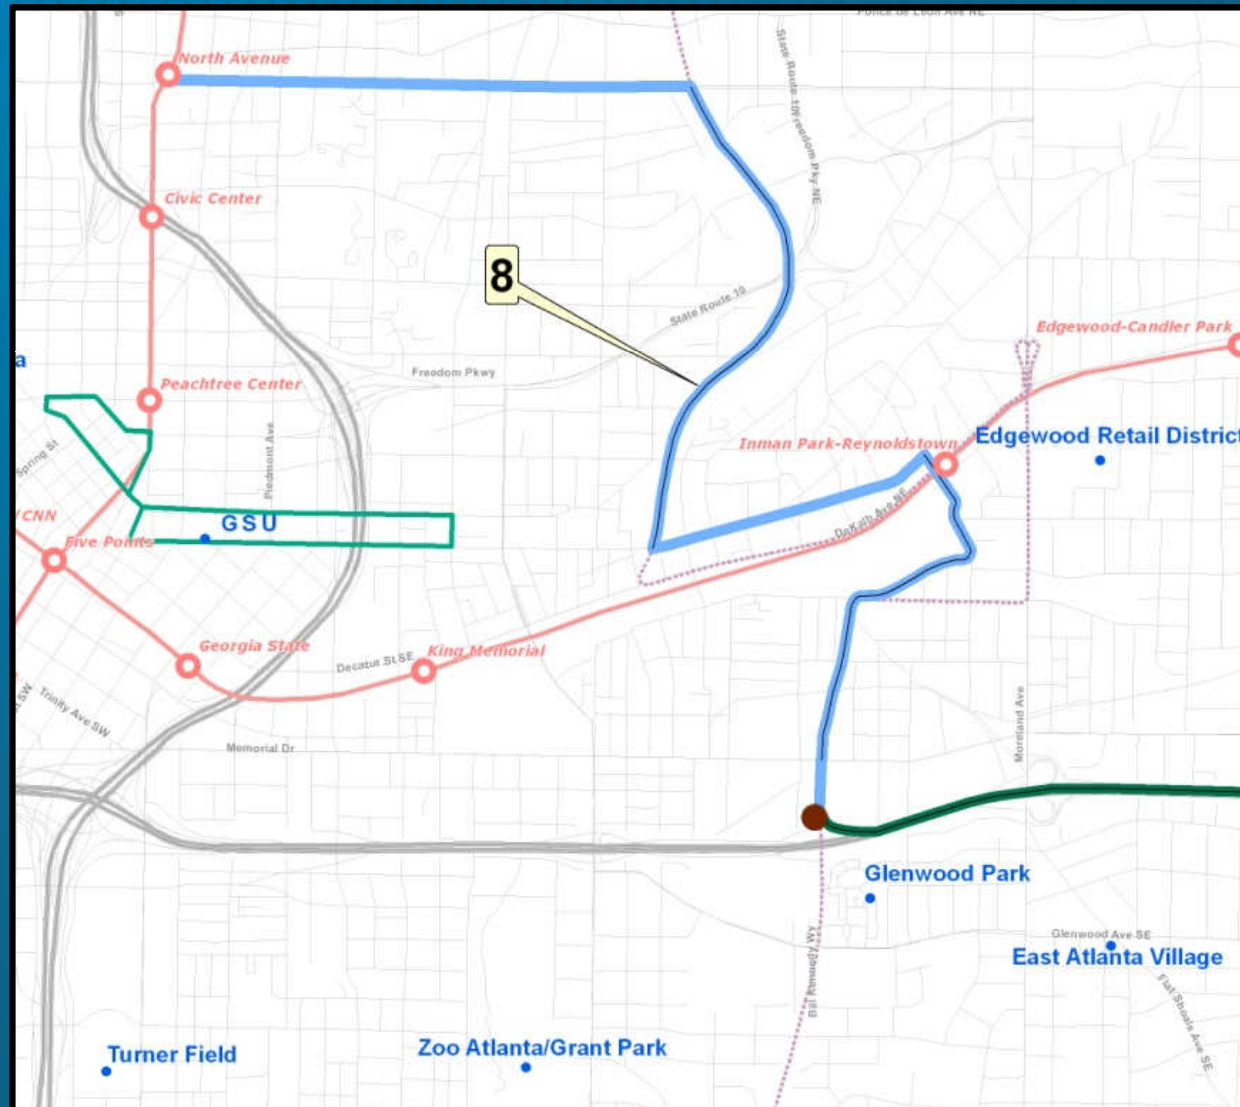 Ponce de Leon Ave NE
North Avenue
State Route 10/Freedom Pky NE
Civic Center
8
State Route 10
Edgewood-Candler Park
a
Freedom Pkwy
Peachtree Center
Spring St
Piedmont Ave
Inman Park-Reynoldstown
Edgewood Retail District
/CNN
GSU
DeKalb Ave NE
Five Points
Georgia State
King Memorial
Decatur St SE
SW
Trinity Ave SW
Memorial Dr
Moreland Ave
Glenwood Park
Bill Kennedy Wy
Glenwood Ave SE
East Atlanta Village
Flat Shoals Ave SE
Turner Field
Zoo Atlanta/Grant Park